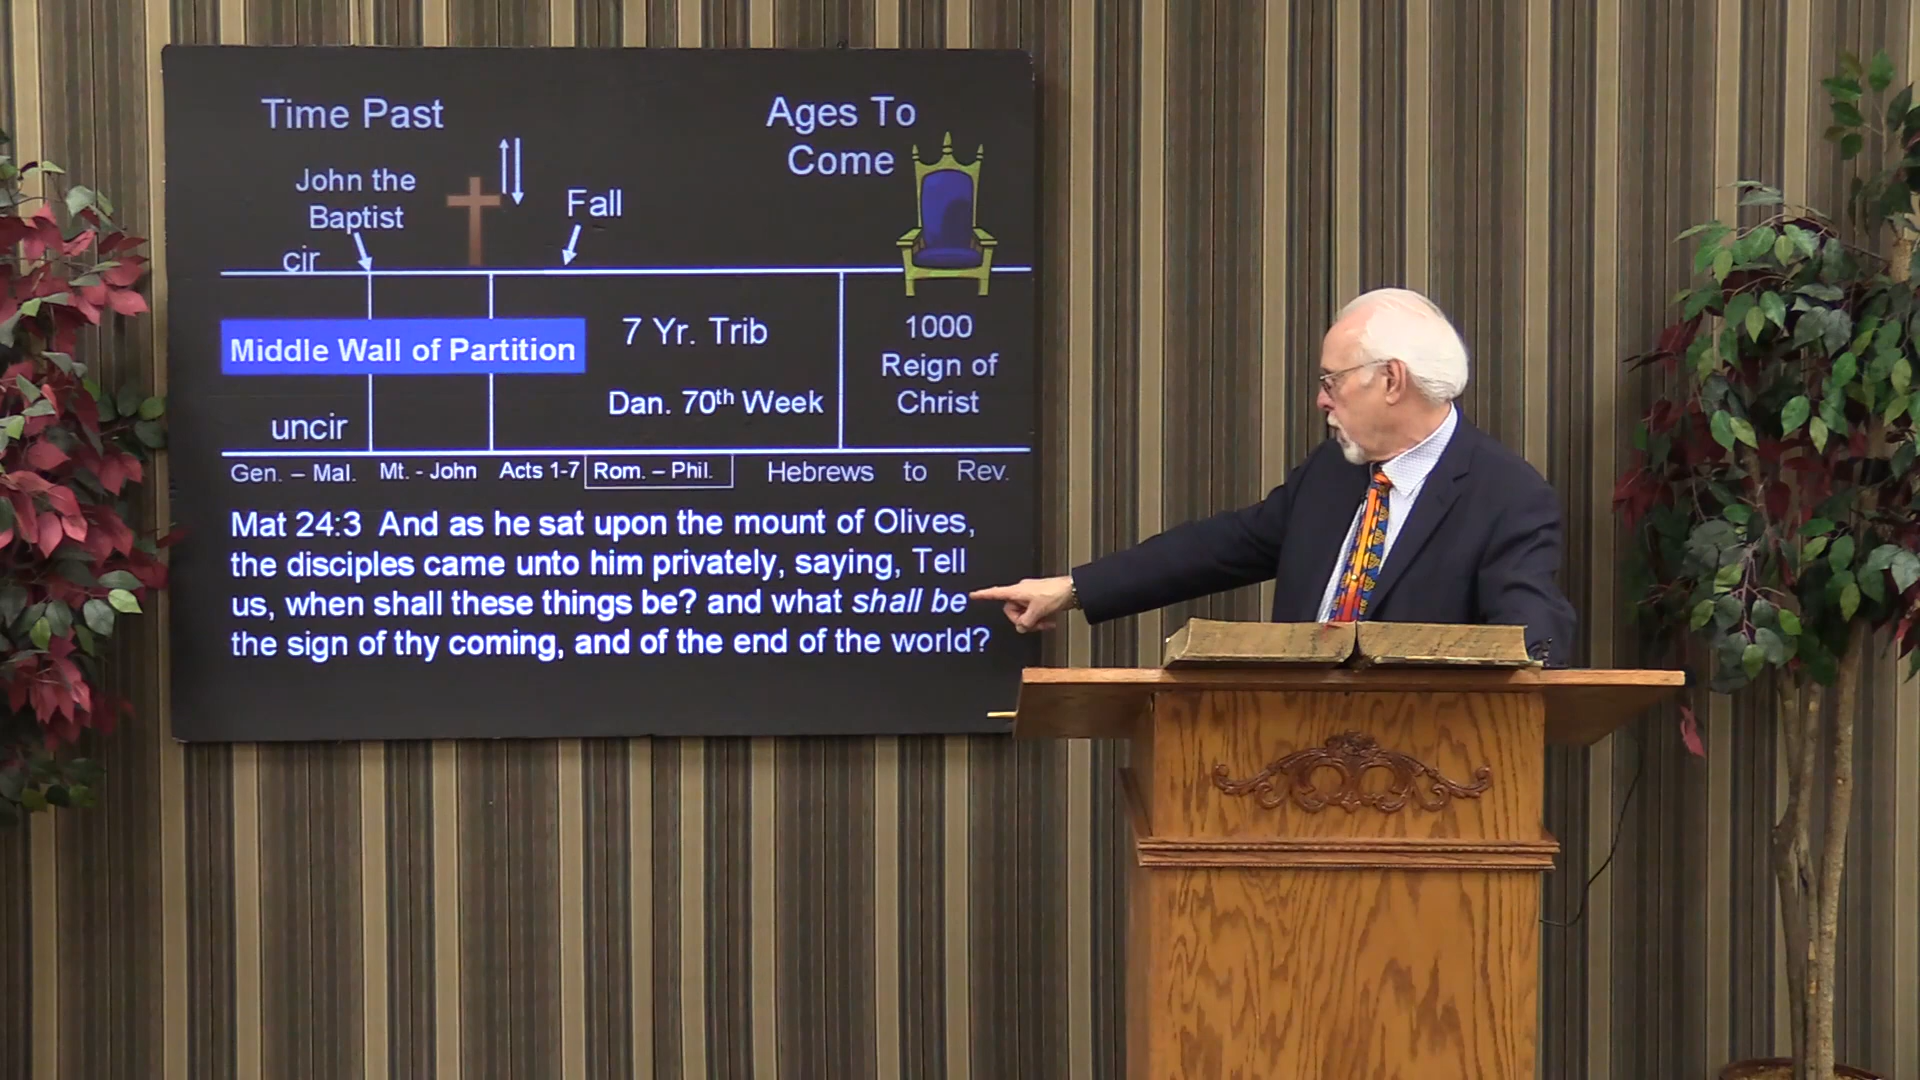 Time Past
Ages To
Come
John the
Baptist
Fall
cir
Middle Wall of Partition
7 Yr. Trib
1000
Reign of
Christ
Dan. 70th Week
uncir
Gen. – Mal. Mt. - John Acts 1-7 Rom. – Phil. Hebrews to Rev.
Mat 24:3 And as he sat upon the mount of Olives,
the disciples came unto him privately, saying, Tell
us, when shall these things be? and what shall be
the sign of thy coming, and of the end of the world?